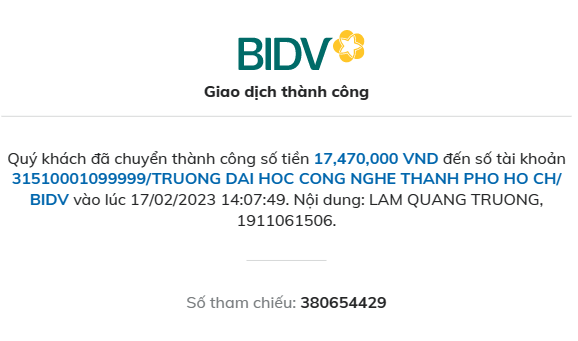 BIDV
Giao dịch thành công
Quý khách đã chuyển thành công số tiền 17,470,000 VND đến số tài khoản
31510001099999/TRUONG DAI HOC CONG NGHE THANH PHO HO CH/
BIDV vào lúc 17/02/2023 14:07:49. Nội dung: LAM QUANG TRUONG,
1911061506.
Số tham chiếu: 380654429